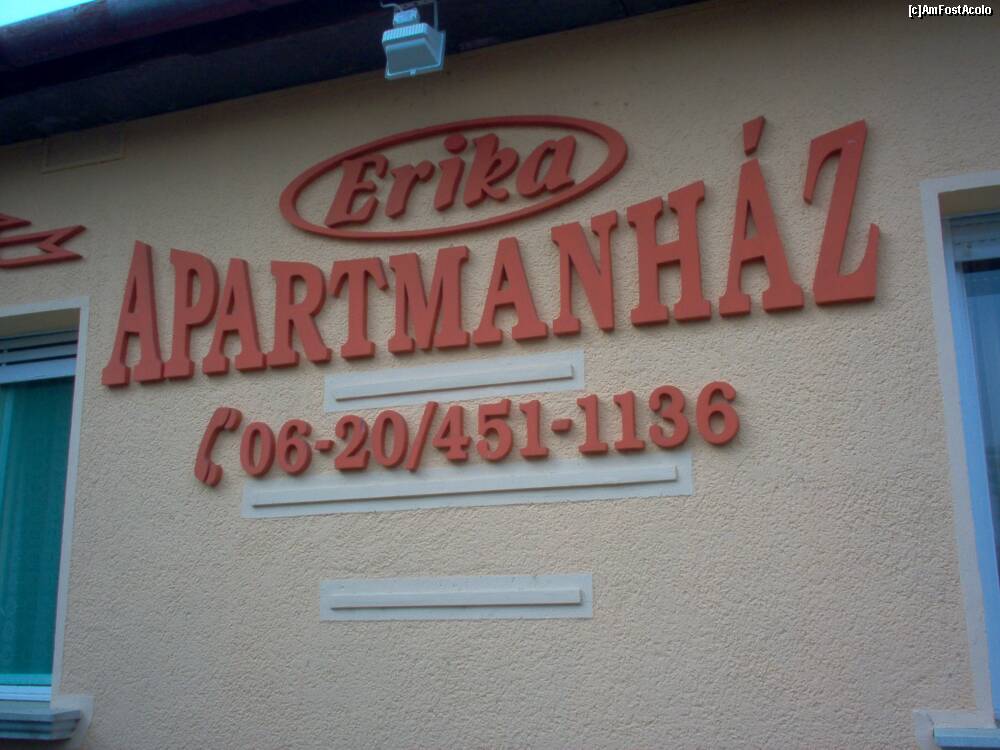 [c]AmFostAcolo
Erika
APARTMANHÁZ
06-20/451-1136